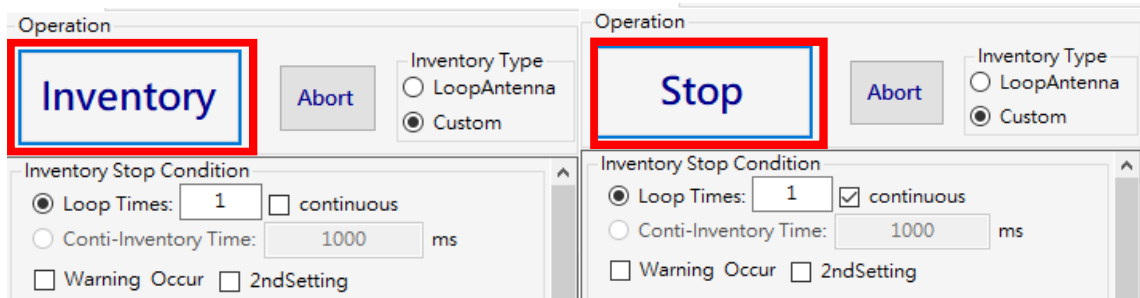 Operation
Inventory
Abort
Inventory Type
LoopAntenna
Custom
Inventory Stop Condition
Loop Times: 1 continuous
Conti-Inventory Time: 1000 ms
Warning Occur 2ndSetting
Operation
Stop
Abort
Inventory Type
LoopAntenna
Custom
Inventory Stop Condition
Loop Times: 1 continuous
Conti-Inventory Time: 1000 ms
Warning Occur 2ndSetting